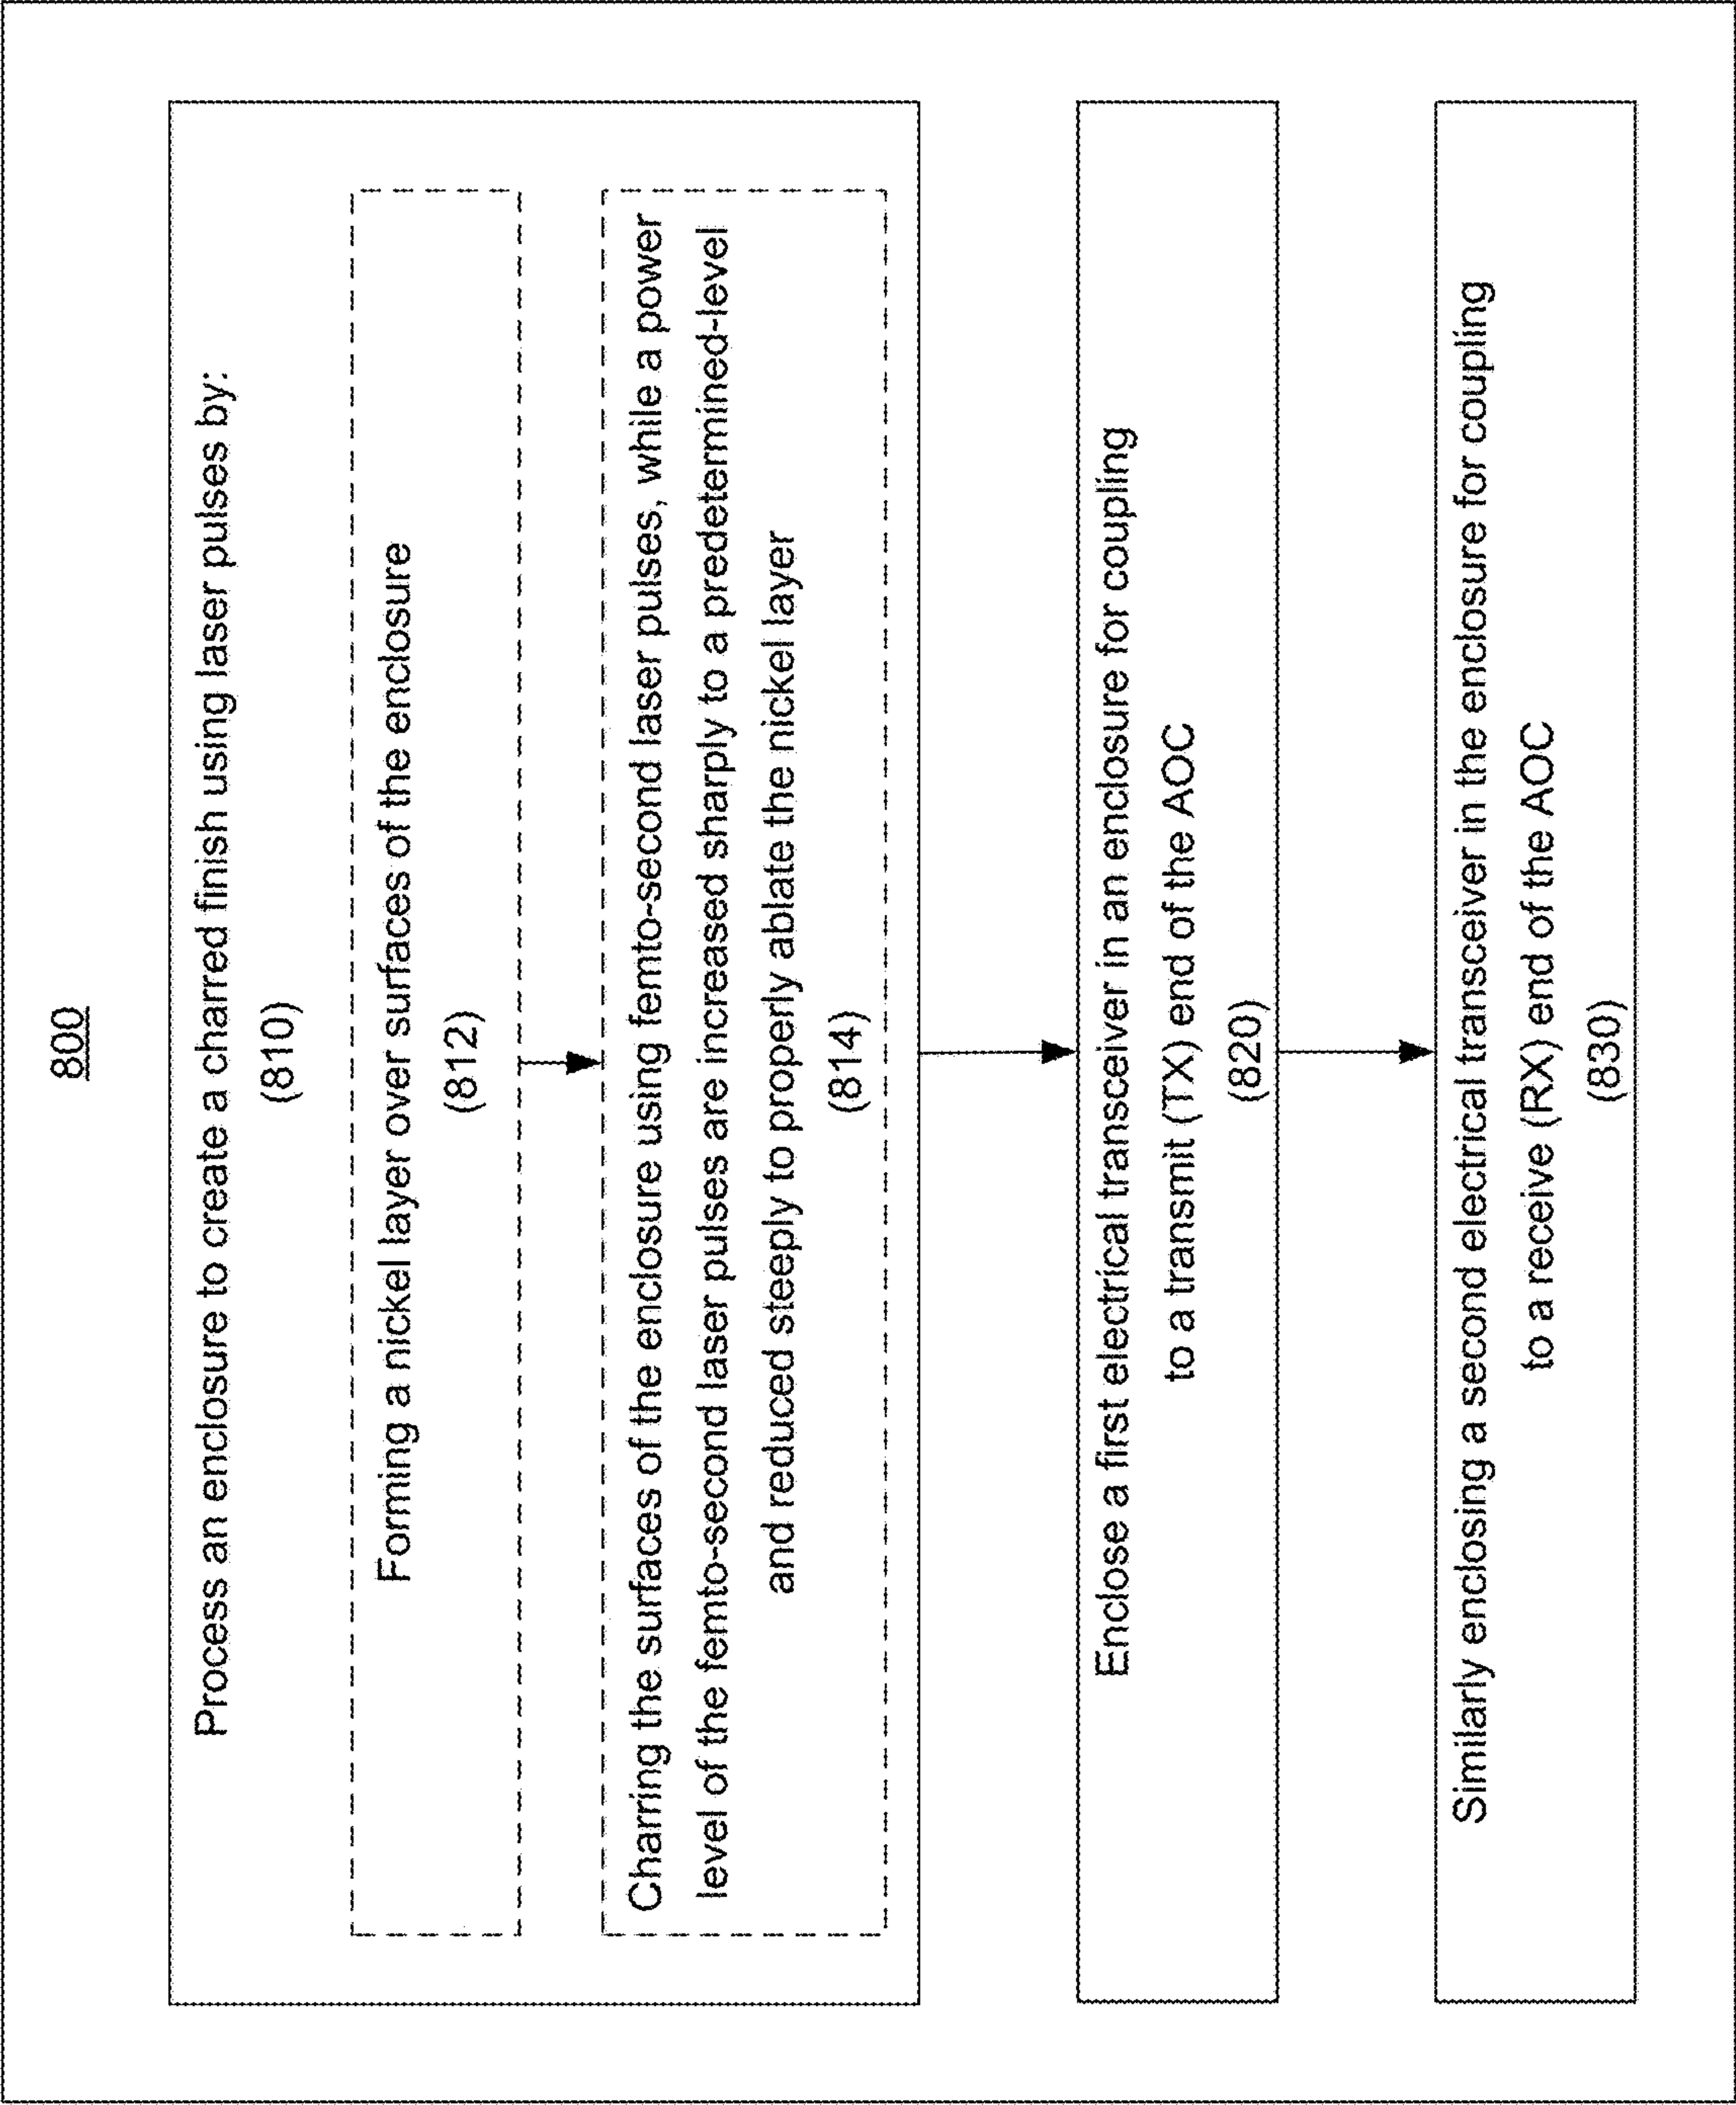 800
Process an enclosure to create a charred finish using laser pulses by:
(810)
Forming a nickel layer over surfaces of the enclosure
(812)
Charring the surfaces of the enclosure using femto-second laser pulses, while a power
level of the femto-second laser pulses are increased sharply to a predetermined-level
and reduced steeply to properly ablate the nickel layer
(814)
Enclose a first electrical transceiver in an enclosure for coupling
to a transmit (TX) end of the AOC
(820)
Similarly enclosing a second electrical transceiver in the enclosure for coupling
to a receive (RX) end of the AOC
(830)